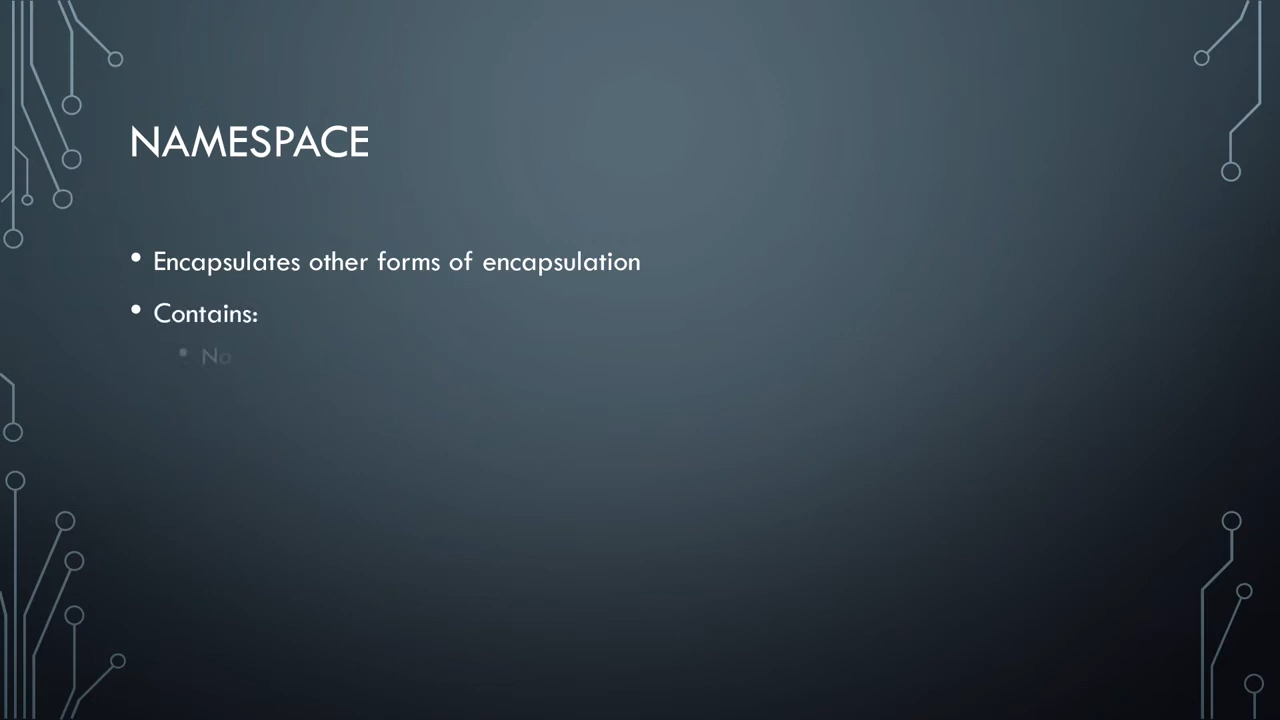 NAMESPACE
• Encapsulates other forms of encapsulation
• Contains:
• Na